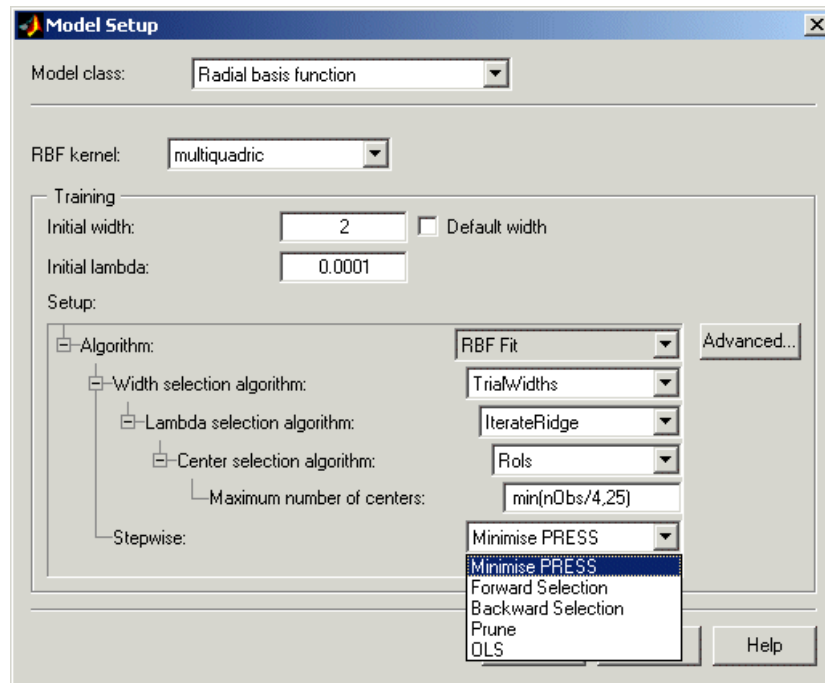 Model Setup
Model class: Radial basis function
RBF kernel: multiquadric
Training
Initial width: 2 Default width
Initial lambda: 0.0001
Setup:
Algorithm: RBF Fit Advanced...
Width selection algorithm: TrialWidths
Lambda selection algorithm: IterateRidge
Center selection algorithm: Rols
Maximum number of centers: min(nObs/4,25)
Stepwise: Minimise PRESS
Minimise PRESS
Forward Selection
Backward Selection
Prune
OLS
Help